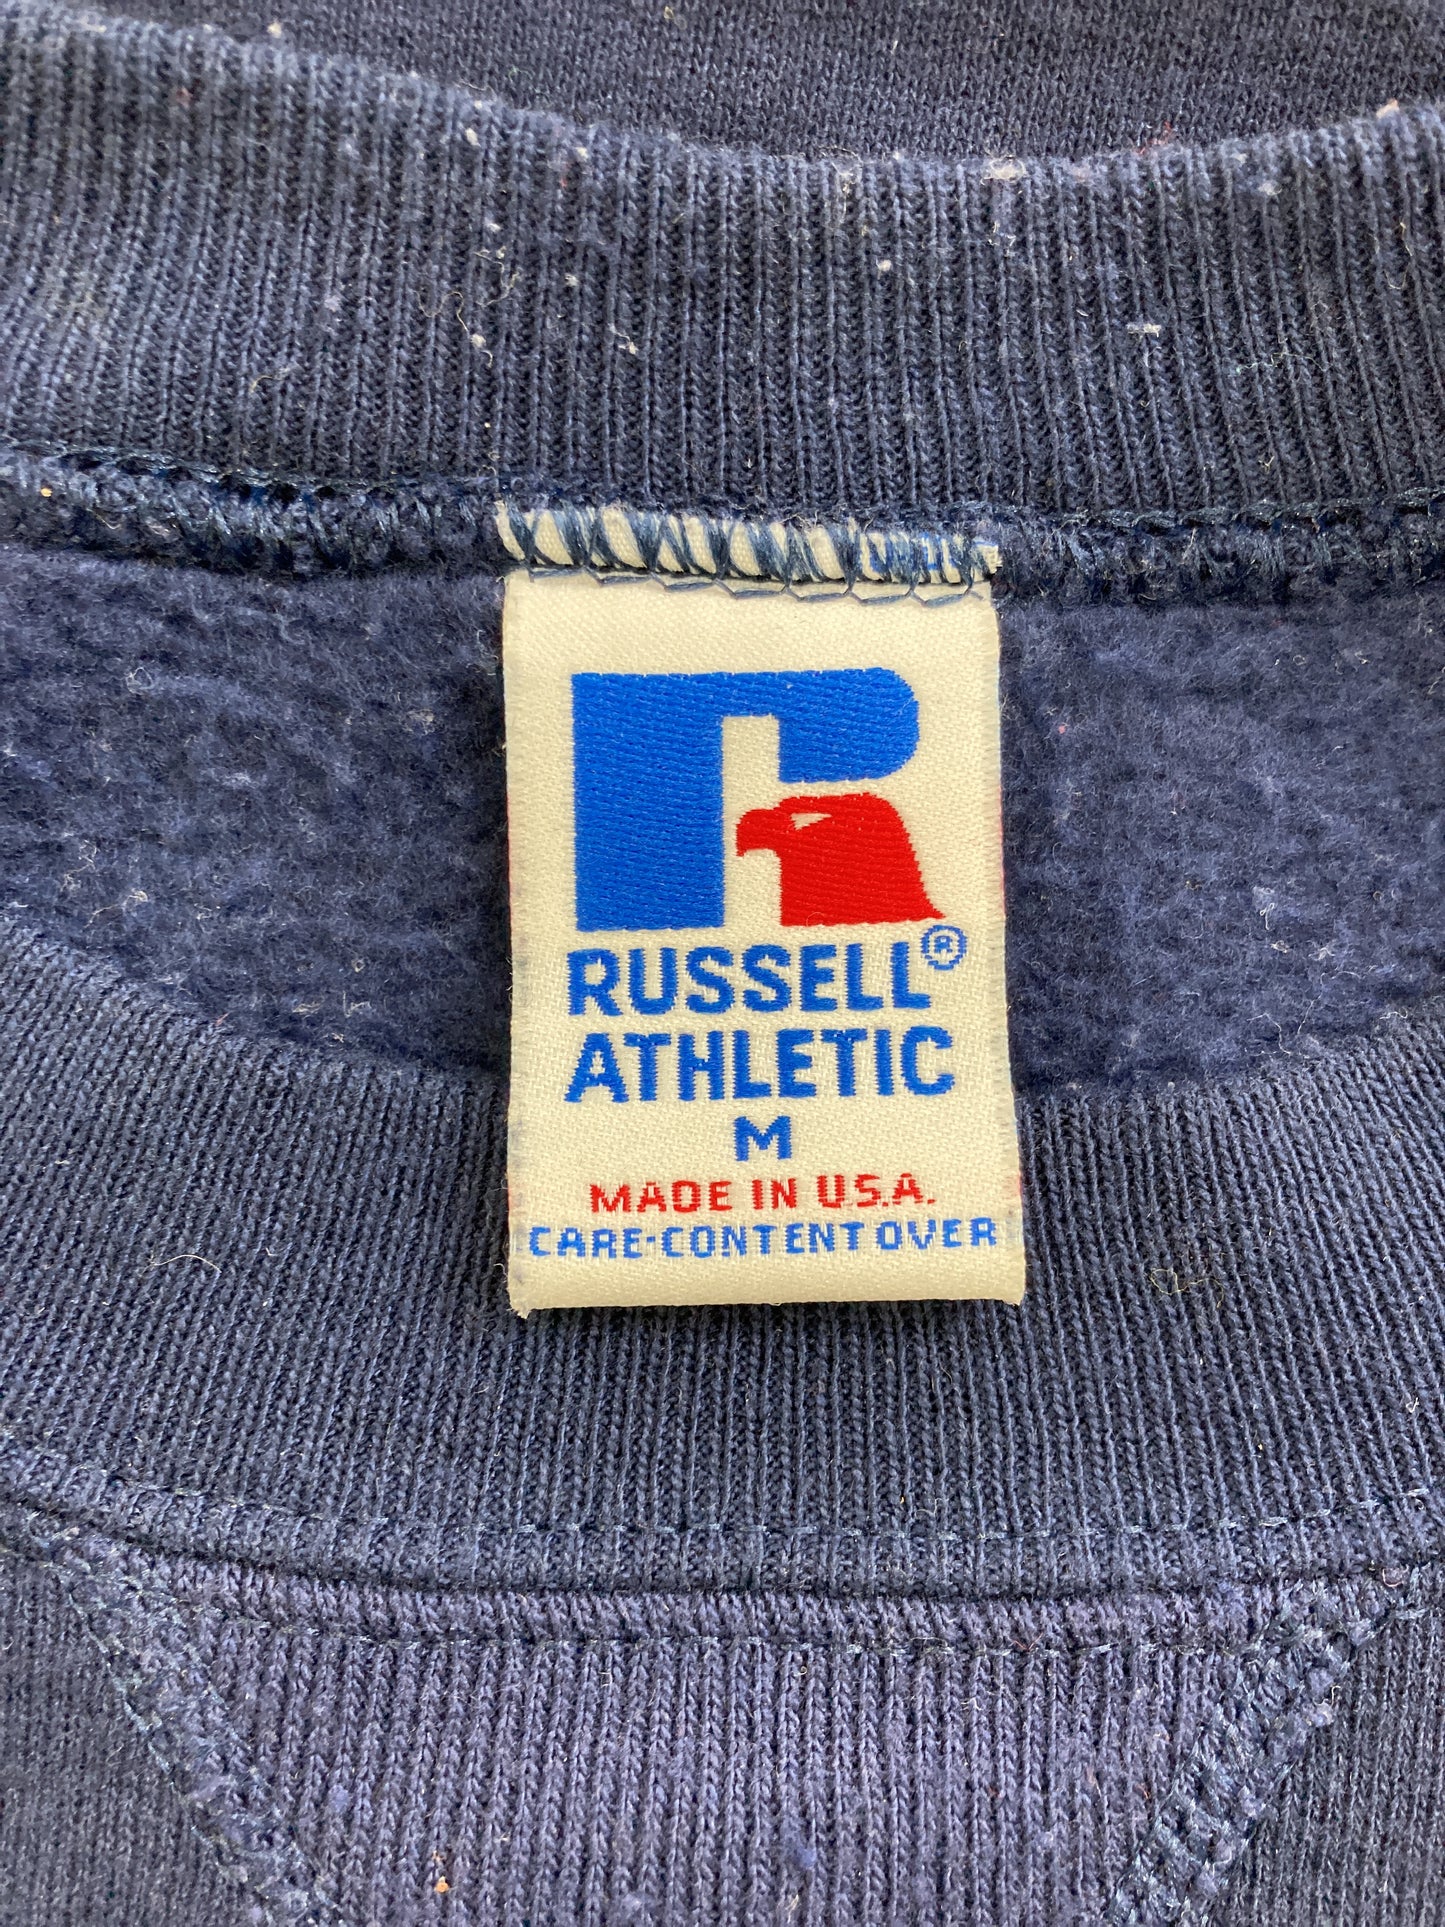 R
RUSSELL®
ATHLETIC
M
MADE IN U.S.A.
CARE-CONTENT OVER